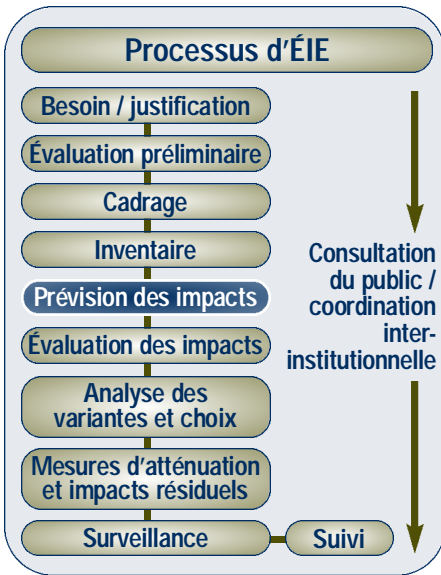 Processus d'ÉIE
Besoin / justification
Évaluation préliminaire
Cadrage
Inventaire
Prévision des impacts
Évaluation des impacts
Analyse des
variantes et choix
Mesures d'atténuation
et impacts résiduels
Surveillance
Suivi
Consultation
du public /
coordination
inter-
institutionnelle